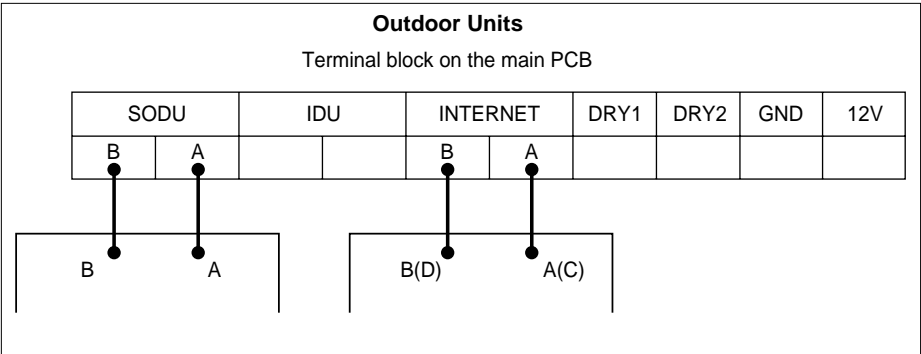 Outdoor Units
Terminal block on the main PCB
SODU IDU INTERNET DRY1 DRY2 GND 12V
B A B A
B A B(D) A(C)